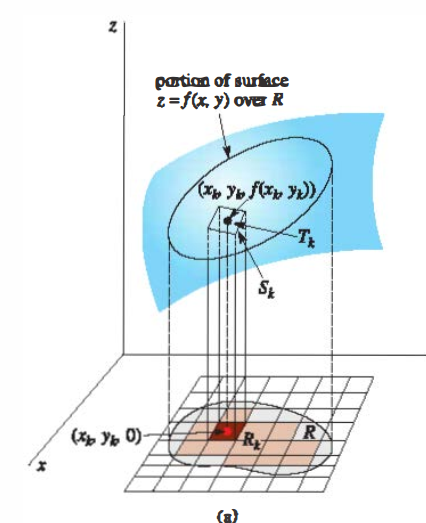 z
portion of surface
z = f(x, y) over R
(xₖ, yₖ, f(xₖ, yₖ))
Tₖ
Sₖ
(xₖ, yₖ, 0)
Rₖ
R
x
(a)